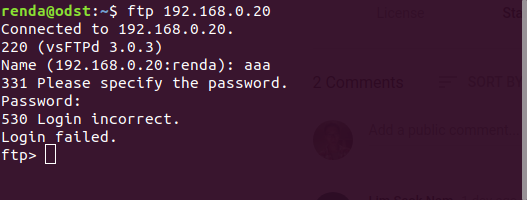 renda@odst:~$ ftp 192.168.0.20
Connected to 192.168.0.20.
220 (vsFTPd 3.0.3)
Name (192.168.0.20:renda): aaa
331 Please specify the password.
Password:
530 Login incorrect.
Login failed.
ftp>
License
Sta
2 Comments
SORT BY
Add a public comment...